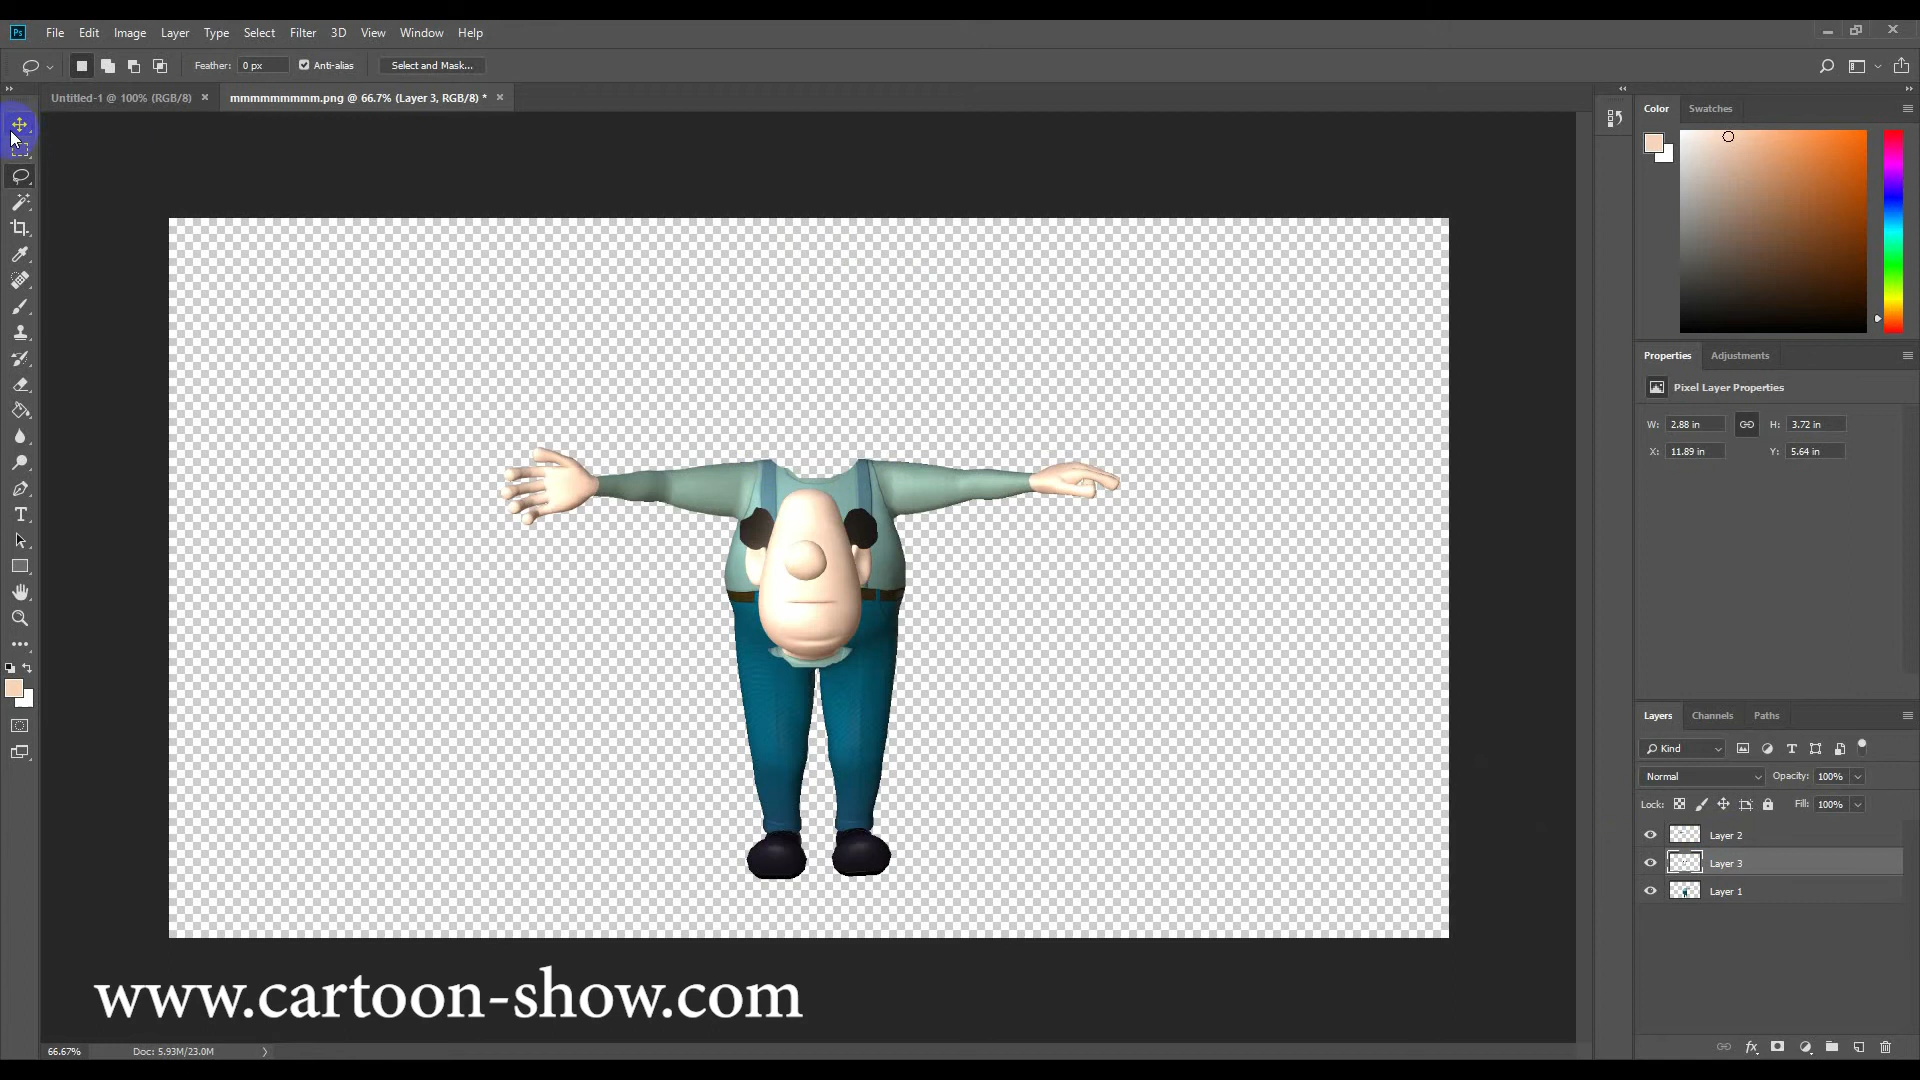 Ps File Edit Image Layer Type Select Filter 3D View Window Help
Feather: 0 px Anti-alias Select and Mask...
Untitled-1 @ 100% (RGB/8) × mmmmmmmmm.png @ 66.7% (Layer 3, RGB/8) * ×
Color Swatches
Properties Adjustments
Pixel Layer Properties
W: 2.88 in H: 3.72 in
X: 11.89 in Y: 5.64 in
Layers Channels Paths
Kind
Normal Opacity: 100%
Lock: Fill: 100%
Layer 2
Layer 3
Layer 1
www.cartoon-show.com
66.67% Doc: 5.93M/23.0M